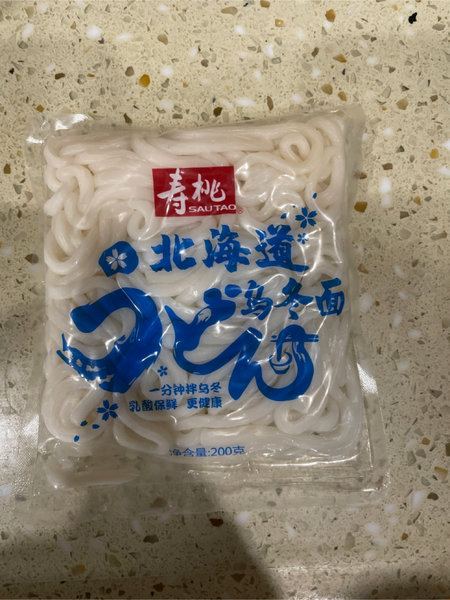 寿桃
SAUTAO®
北海道
うどん
乌冬面
一分钟拌乌冬
乳酸保鲜 更健康
净含量:200克